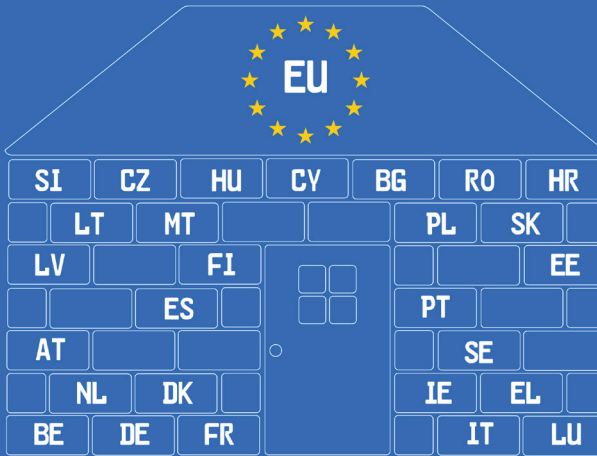 EU
SI CZ HU CY BG RO HR
LT MT PL SK
LV FI EE
ES PT
AT SE
NL DK IE EL
BE DE FR IT LU